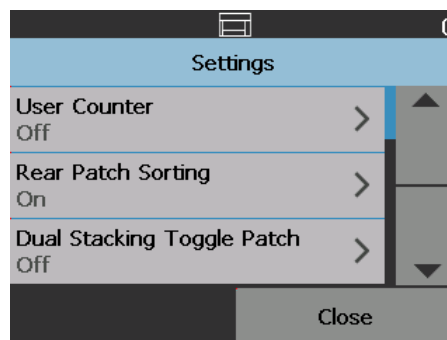 Settings
User Counter
Off
Rear Patch Sorting
On
Dual Stacking Toggle Patch
Off
Close